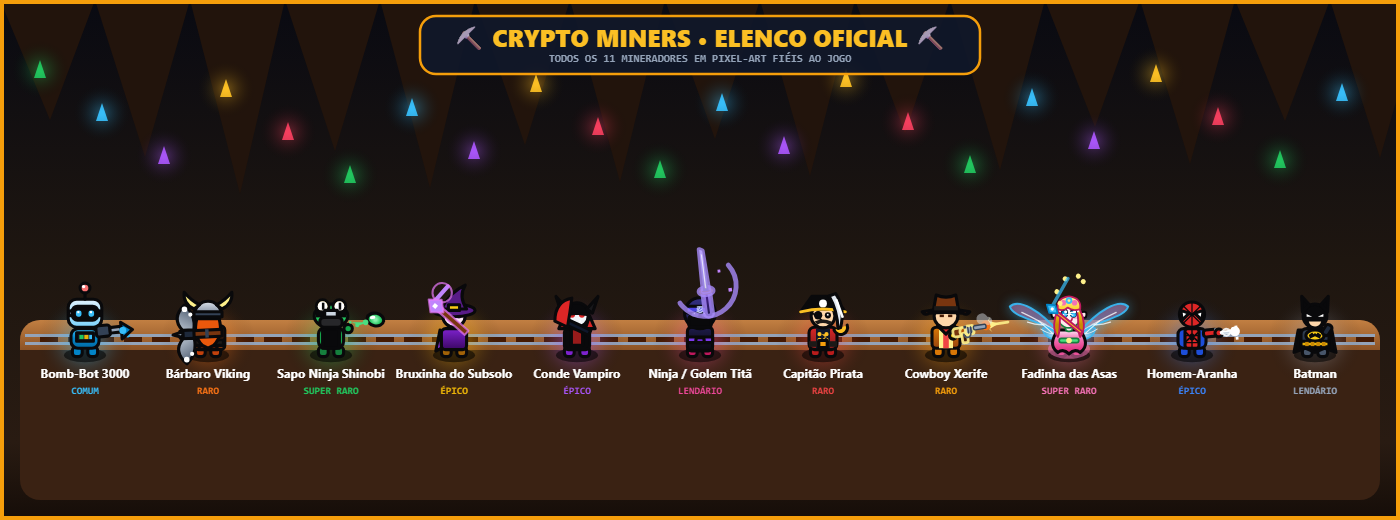 CRYPTO MINERS • ELENCO OFICIAL
TODOS OS 11 MINERADORES EM PIXEL-ART FIÉIS AO JOGO
Bomb-Bot 3000
COMUM
Bárbaro Viking
RARO
Sapo Ninja Shinobi
SUPER RARO
Bruxinha do Subsolo
ÉPICO
Conde Vampiro
ÉPICO
Ninja / Golem Titã
LENDÁRIO
Capitão Pirata
RARO
Cowboy Xerife
RARO
Fadinha das Asas
SUPER RARO
Homem-Aranha
ÉPICO
Batman
LENDÁRIO